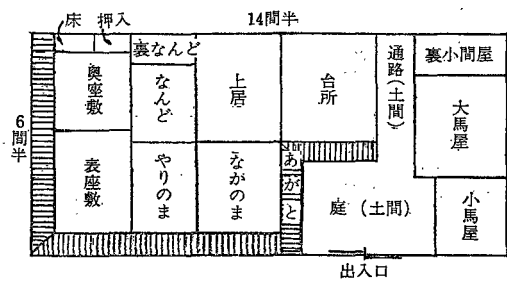 14間半
床 押入
裏なんど
奥座敷
なんど
上居
台所
通路(土間)
裏小間屋
大馬屋
6間半
表座敷
やりのま
ながのま
あがと
庭(土間)
小馬屋
出入口